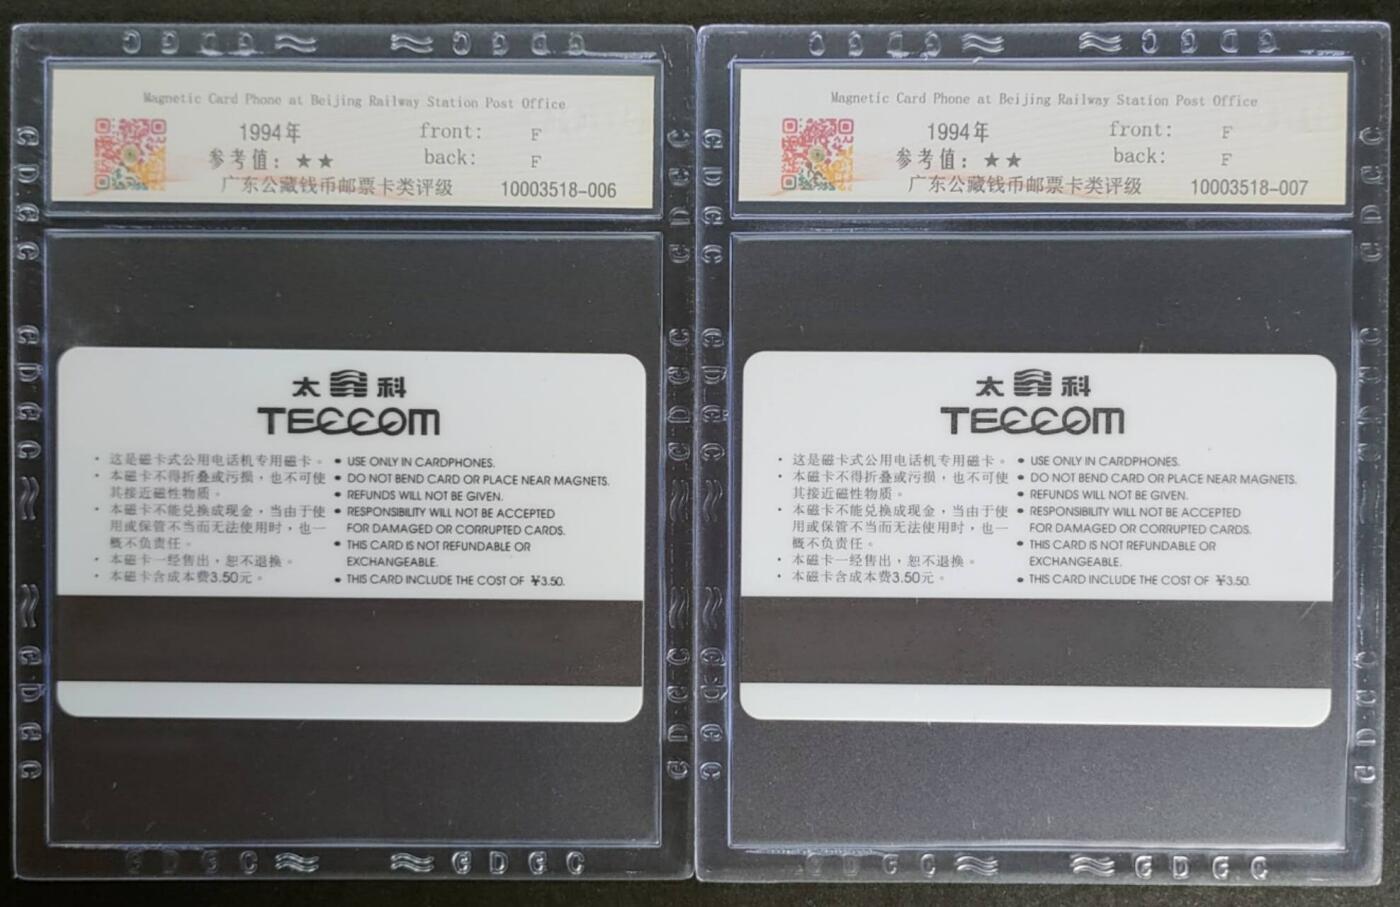 Magnetic Card Phone at Beijing Railway Station Post Office
1994年 front: F
参考值：★★ back: F
广东公藏钱币邮票卡类评级 10003518-006
太 科
TECCOM
· 这是磁卡式公用电话机专用磁卡。
· 本磁卡不得折叠或污损，也不可使
其接近磁性物质。
· 本磁卡不能兑换成现金，当由于使
用或保管不当而无法使用时，也一
概不负责任。
· 本磁卡一经售出，恕不退换。
· 本磁卡含成本费3.50元。
• USE ONLY IN CARDPHONES.
• DO NOT BEND CARD OR PLACE NEAR MAGNETS.
• REFUNDS WILL NOT BE GIVEN.
• RESPONSIBILITY WILL NOT BE ACCEPTED
FOR DAMAGED OR CORRUPTED CARDS.
• THIS CARD IS NOT REFUNDABLE OR
EXCHANGEABLE.
• THIS CARD INCLUDE THE COST OF ¥3.50.
Magnetic Card Phone at Beijing Railway Station Post Office
1994年 front: F
参考值：★★ back: F
广东公藏钱币邮票卡类评级 10003518-007
太 科
TECCOM
· 这是磁卡式公用电话机专用磁卡。
· 本磁卡不得折叠或污损，也不可使
其接近磁性物质。
· 本磁卡不能兑换成现金，当由于使
用或保管不当而无法使用时，也一
概不负责任。
· 本磁卡一经售出，恕不退换。
· 本磁卡含成本费3.50元。
• USE ONLY IN CARDPHONES.
• DO NOT BEND CARD OR PLACE NEAR MAGNETS.
• REFUNDS WILL NOT BE GIVEN.
• RESPONSIBILITY WILL NOT BE ACCEPTED
FOR DAMAGED OR CORRUPTED CARDS.
• THIS CARD IS NOT REFUNDABLE OR
EXCHANGEABLE.
• THIS CARD INCLUDE THE COST OF ¥3.50.
GDGC
GDGC